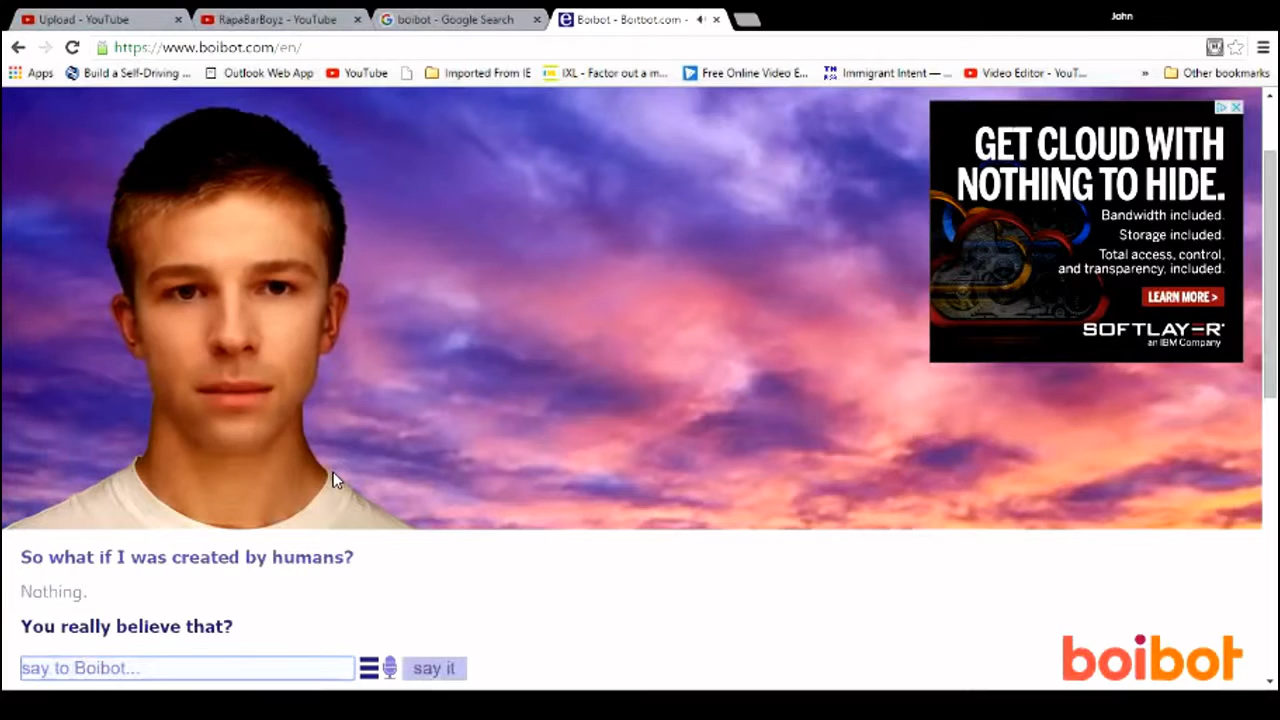 Upload - YouTube
RapaBarBoyz - YouTube
boibot - Google Search
Boibot - Boitbot.com -
John
https://www.boibot.com/en/
Apps
Build a Self-Driving ...
Outlook Web App
YouTube
Imported From IE
IXL - Factor out a m...
Free Online Video E...
Immigrant Intent — ...
Video Editor - YouT...
»
Other bookmarks
GET CLOUD WITH
NOTHING TO HIDE.
Bandwidth included.
Storage included.
Total access, control,
and transparency, included.
LEARN MORE >
SOFTLAYER
an IBM Company
So what if I was created by humans?
Nothing.
You really believe that?
say to Boibot...
say it
boibot